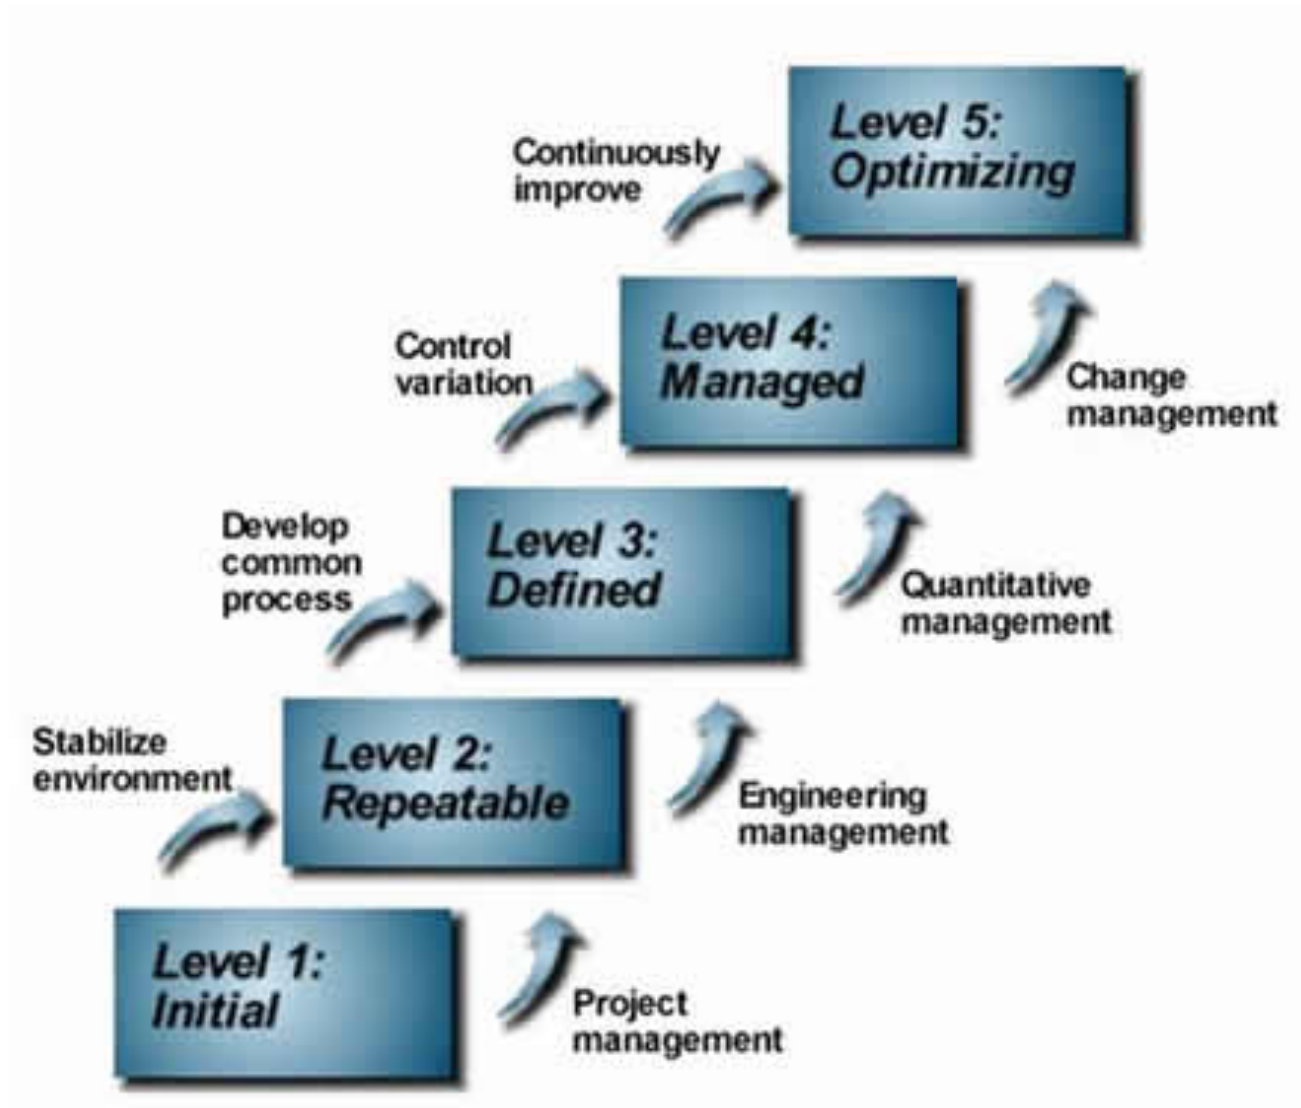 Level 5:
Optimizing
Continuously
improve
Level 4:
Managed
Control
variation
Change
management
Level 3:
Defined
Develop
common
process
Quantitative
management
Level 2:
Repeatable
Stabilize
environment
Engineering
management
Level 1:
Initial
Project
management